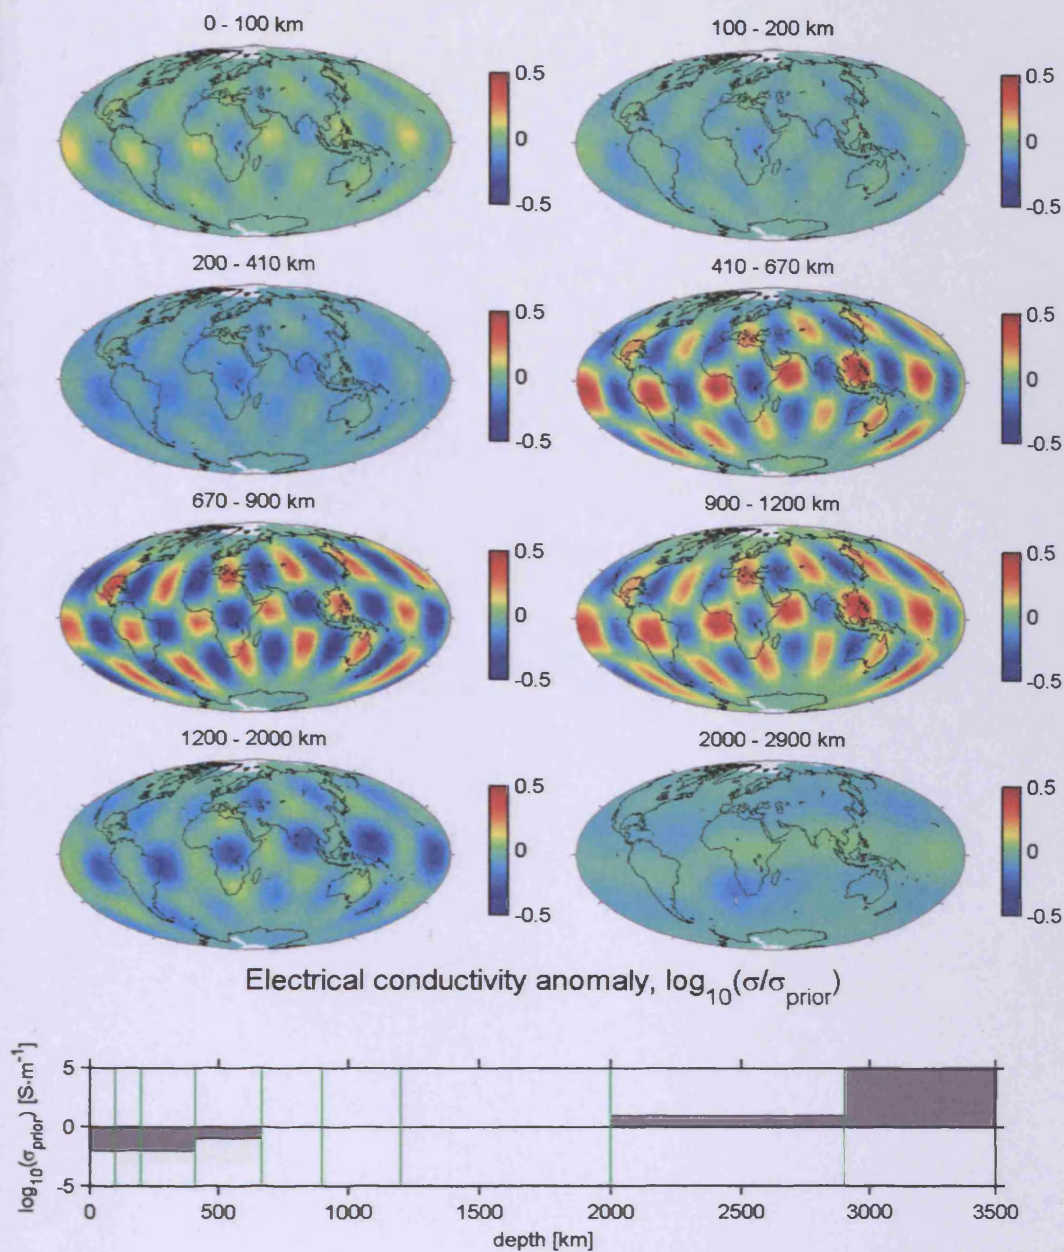 0 - 100 km
100 - 200 km
0.5
0
-0.5
0.5
0
-0.5
200 - 410 km
410 - 670 km
0.5
0
-0.5
0.5
0
-0.5
670 - 900 km
900 - 1200 km
0.5
0
-0.5
0.5
0
-0.5
1200 - 2000 km
2000 - 2900 km
0.5
0
-0.5
0.5
0
-0.5
Electrical conductivity anomaly, log10(σ/σprior)
log10(σprior) [S·m-1]
5
0
-5
0 500 1000 1500 2000 2500 3000 3500
depth [km]